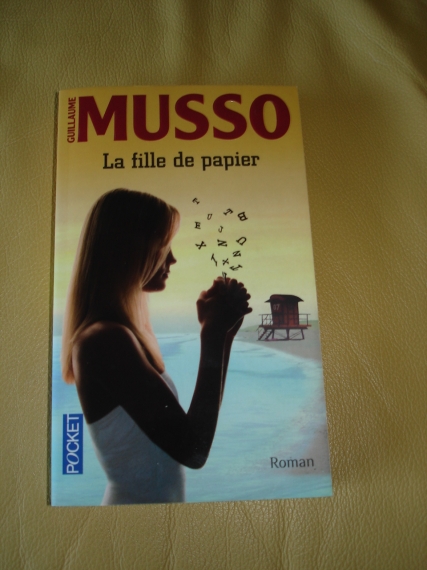 GUILLAUME
MUSSO
La fille de papier
POCKET
Roman